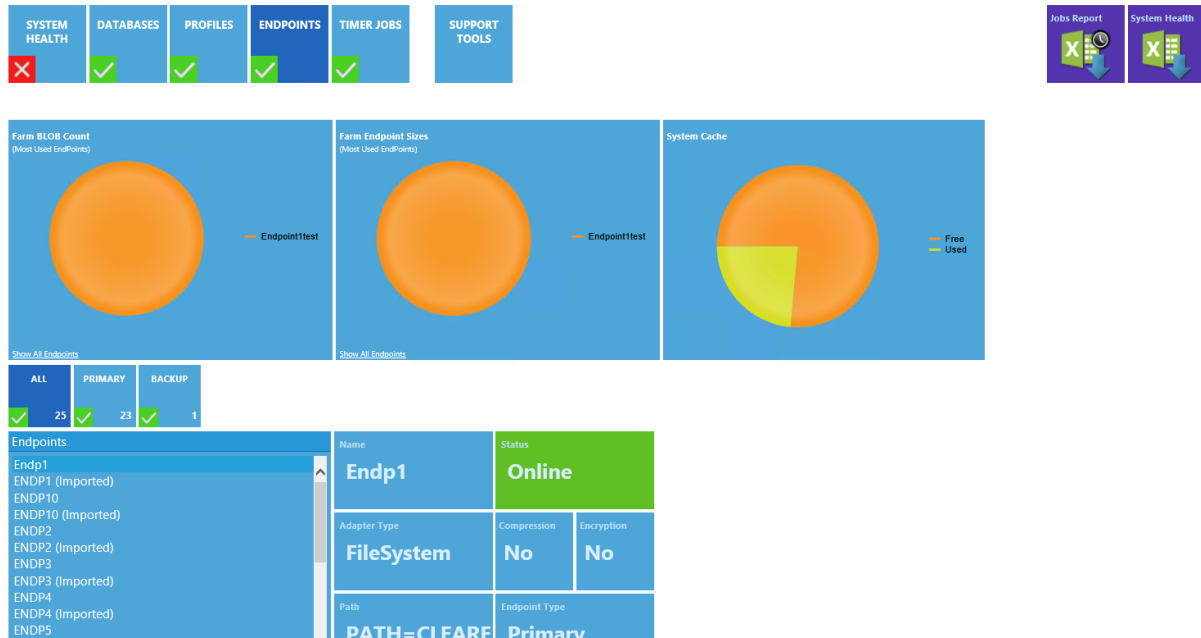 SYSTEM
HEALTH
DATABASES
PROFILES
ENDPOINTS
TIMER JOBS
SUPPORT
TOOLS
Jobs Report
System Health
Farm BLOB Count
(Most Used EndPoints)
Endpoint1test
Show All Endpoints
Farm Endpoint Sizes
(Most Used EndPoints)
Endpoint1test
Show All Endpoints
System Cache
Free
Used
ALL
25
PRIMARY
23
BACKUP
1
Endpoints
Endp1
ENDP1 (Imported)
ENDP10
ENDP10 (Imported)
ENDP2
ENDP2 (Imported)
ENDP3
ENDP3 (Imported)
ENDP4
ENDP4 (Imported)
ENDP5
Name
Endp1
Status
Online
Adapter Type
FileSystem
Compression
No
Encryption
No
Path
PATH=CLEARE
Endpoint Type
Primary